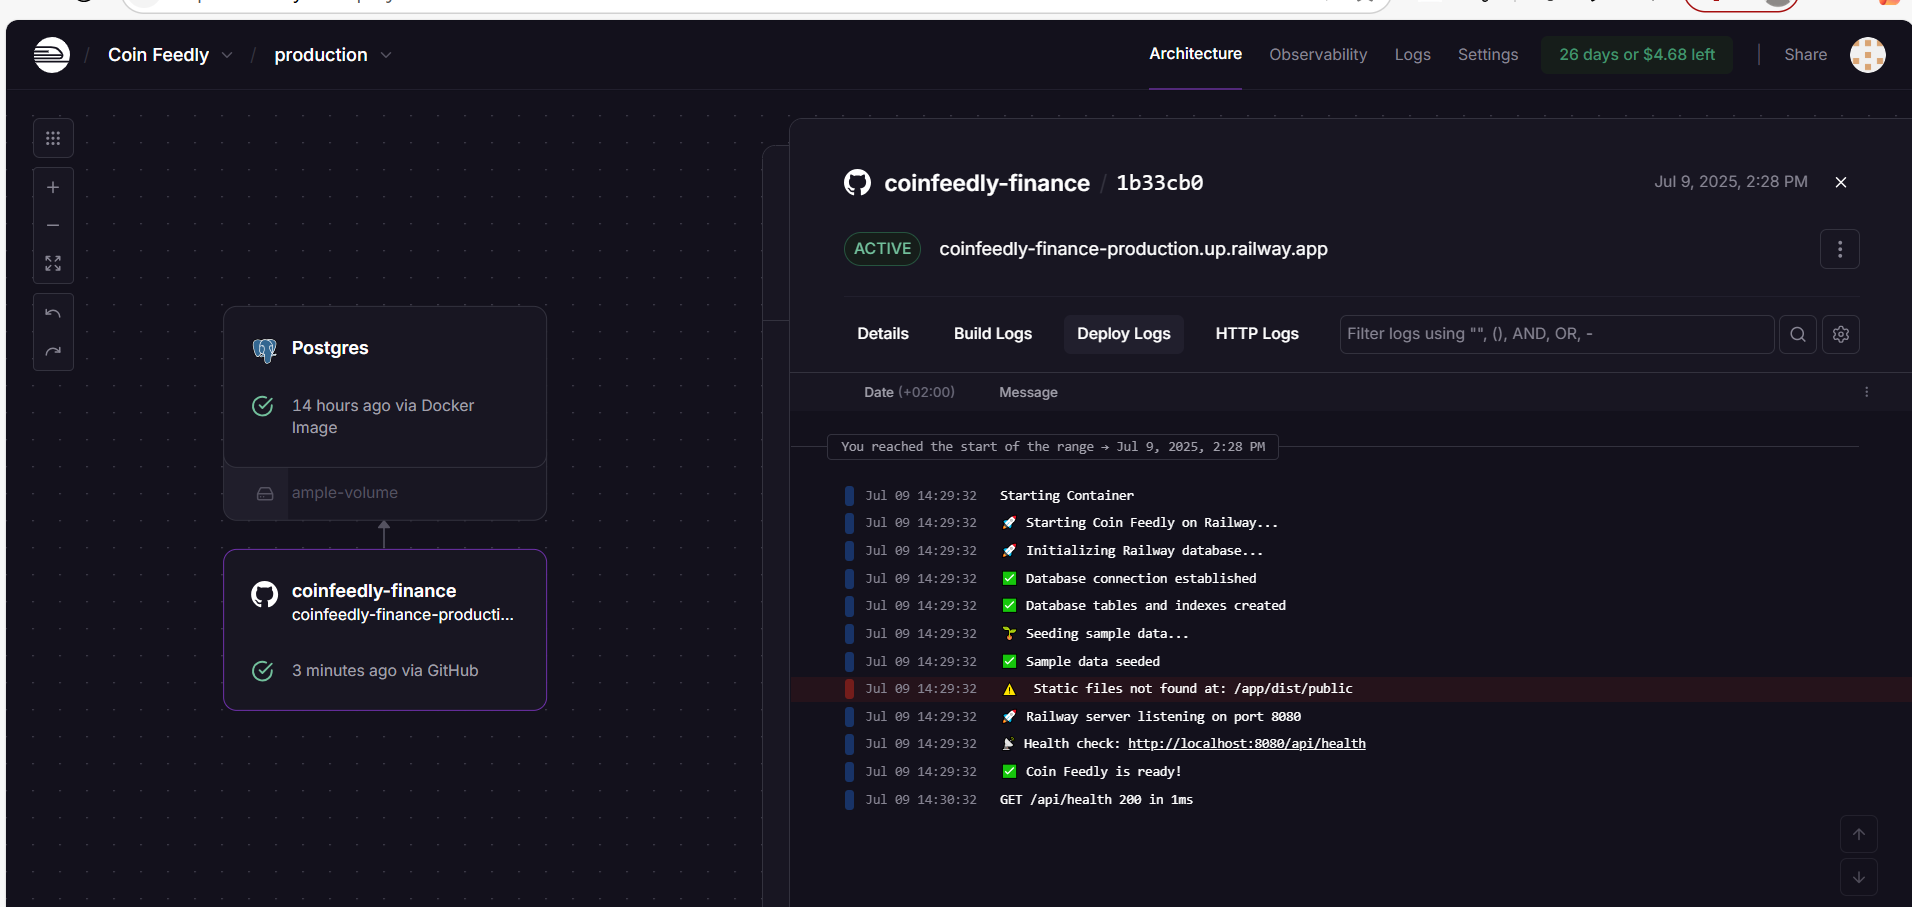 / Coin Feedly / production
Architecture Observability Logs Settings 26 days or $4.68 left | Share
coinfeedly-finance / 1b33cb0 Jul 9, 2025, 2:28 PM
ACTIVE coinfeedly-finance-production.up.railway.app
Details Build Logs Deploy Logs HTTP Logs Filter logs using "", (), AND, OR, -
Date (+02:00) Message
You reached the start of the range → Jul 9, 2025, 2:28 PM
Jul 09 14:29:32 Starting Container
Jul 09 14:29:32 🚀 Starting Coin Feedly on Railway...
Jul 09 14:29:32 🚀 Initializing Railway database...
Jul 09 14:29:32 ✅ Database connection established
Jul 09 14:29:32 ✅ Database tables and indexes created
Jul 09 14:29:32 🌱 Seeding sample data...
Jul 09 14:29:32 ✅ Sample data seeded
Jul 09 14:29:32 ⚠️ Static files not found at: /app/dist/public
Jul 09 14:29:32 🚀 Railway server listening on port 8080
Jul 09 14:29:32 📡 Health check: http://localhost:8080/api/health
Jul 09 14:29:32 ✅ Coin Feedly is ready!
Jul 09 14:30:32 GET /api/health 200 in 1ms
Postgres
14 hours ago via Docker
Image
ample-volume
coinfeedly-finance
coinfeedly-finance-producti...
3 minutes ago via GitHub